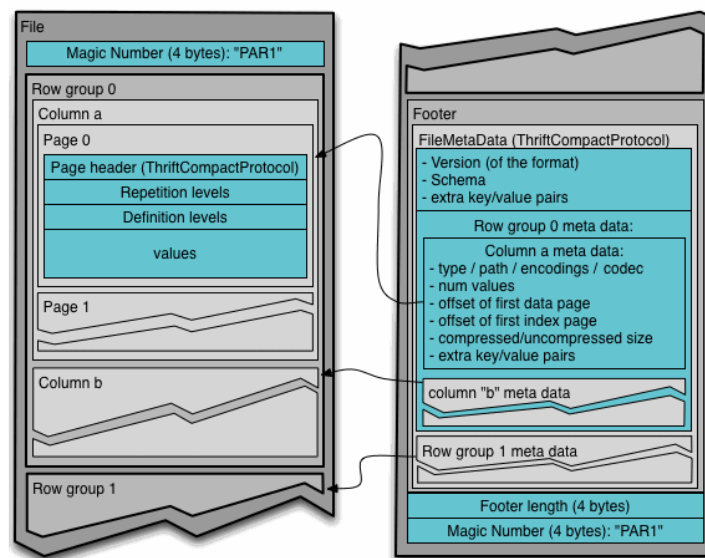 File
Magic Number (4 bytes): "PAR1"
Row group 0
Column a
Page 0
Page header (ThriftCompactProtocol)
Repetition levels
Definition levels
values
Page 1
Column b
Row group 1
Footer
FileMetaData (ThriftCompactProtocol)
- Version (of the format)
- Schema
- extra key/value pairs
Row group 0 meta data:
Column a meta data:
- type / path / encodings / codec
- num values
- offset of first data page
- offset of first index page
- compressed/uncompressed size
- extra key/value pairs
column "b" meta data
Row group 1 meta data
Footer length (4 bytes)
Magic Number (4 bytes): "PAR1"